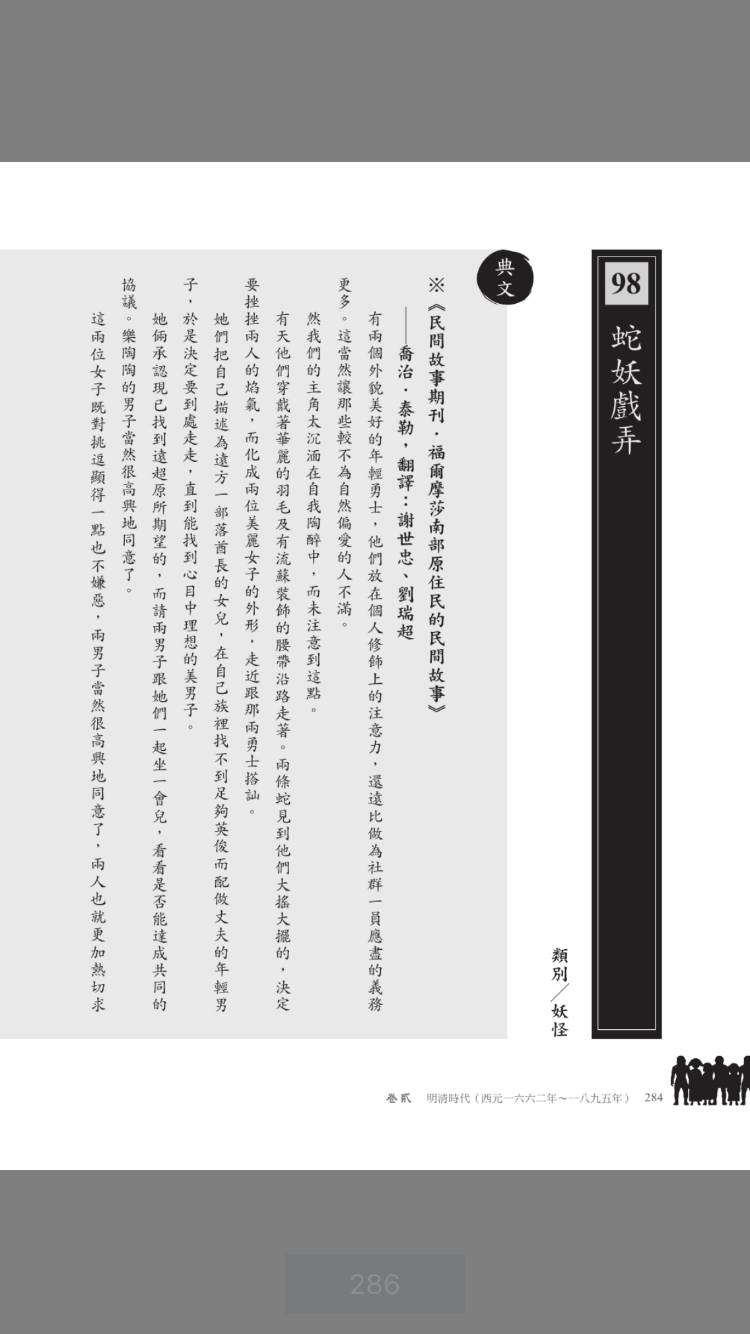 98
蛇妖戲弄
類別／妖怪
典文
※《民間故事期刊．福爾摩莎南部原住民的民間故事》
——喬治．泰勒，翻譯：謝世忠、劉瑞超
有兩個外貌美好的年輕勇士，他們放在個人修飾上的注意力，還遠比做為社群一員應盡的義務
更多。這當然讓那些較不為自然偏愛的人不滿。
然我們的主角太沉湎在自我陶醉中，而未注意到這點。
有天他們穿戴著華麗的羽毛及有流蘇裝飾的腰帶沿路走著。兩條蛇見到他們大搖大擺的，決定
要挫挫兩人的焰氣，而化成兩位美麗女子的外形，走近跟那兩勇士搭訕。
她們把自己描述為遠方一部落酋長的女兒，在自己族裡找不到足夠英俊而配做丈夫的年輕男
子，於是決定要到處走走，直到能找到心目中理想的美男子。
她倆承認現已找到遠超原所期望的，而請兩男子跟她們一起坐一會兒，看看是否能達成共同的
協議。樂陶陶的男子當然很高興地同意了。
這兩位女子既對挑逗顯得一點也不嫌惡，兩男子當然很高興地同意了，兩人也就更加熱切求
卷貳 明清時代（西元一六六二年～一八九五年） 284
286